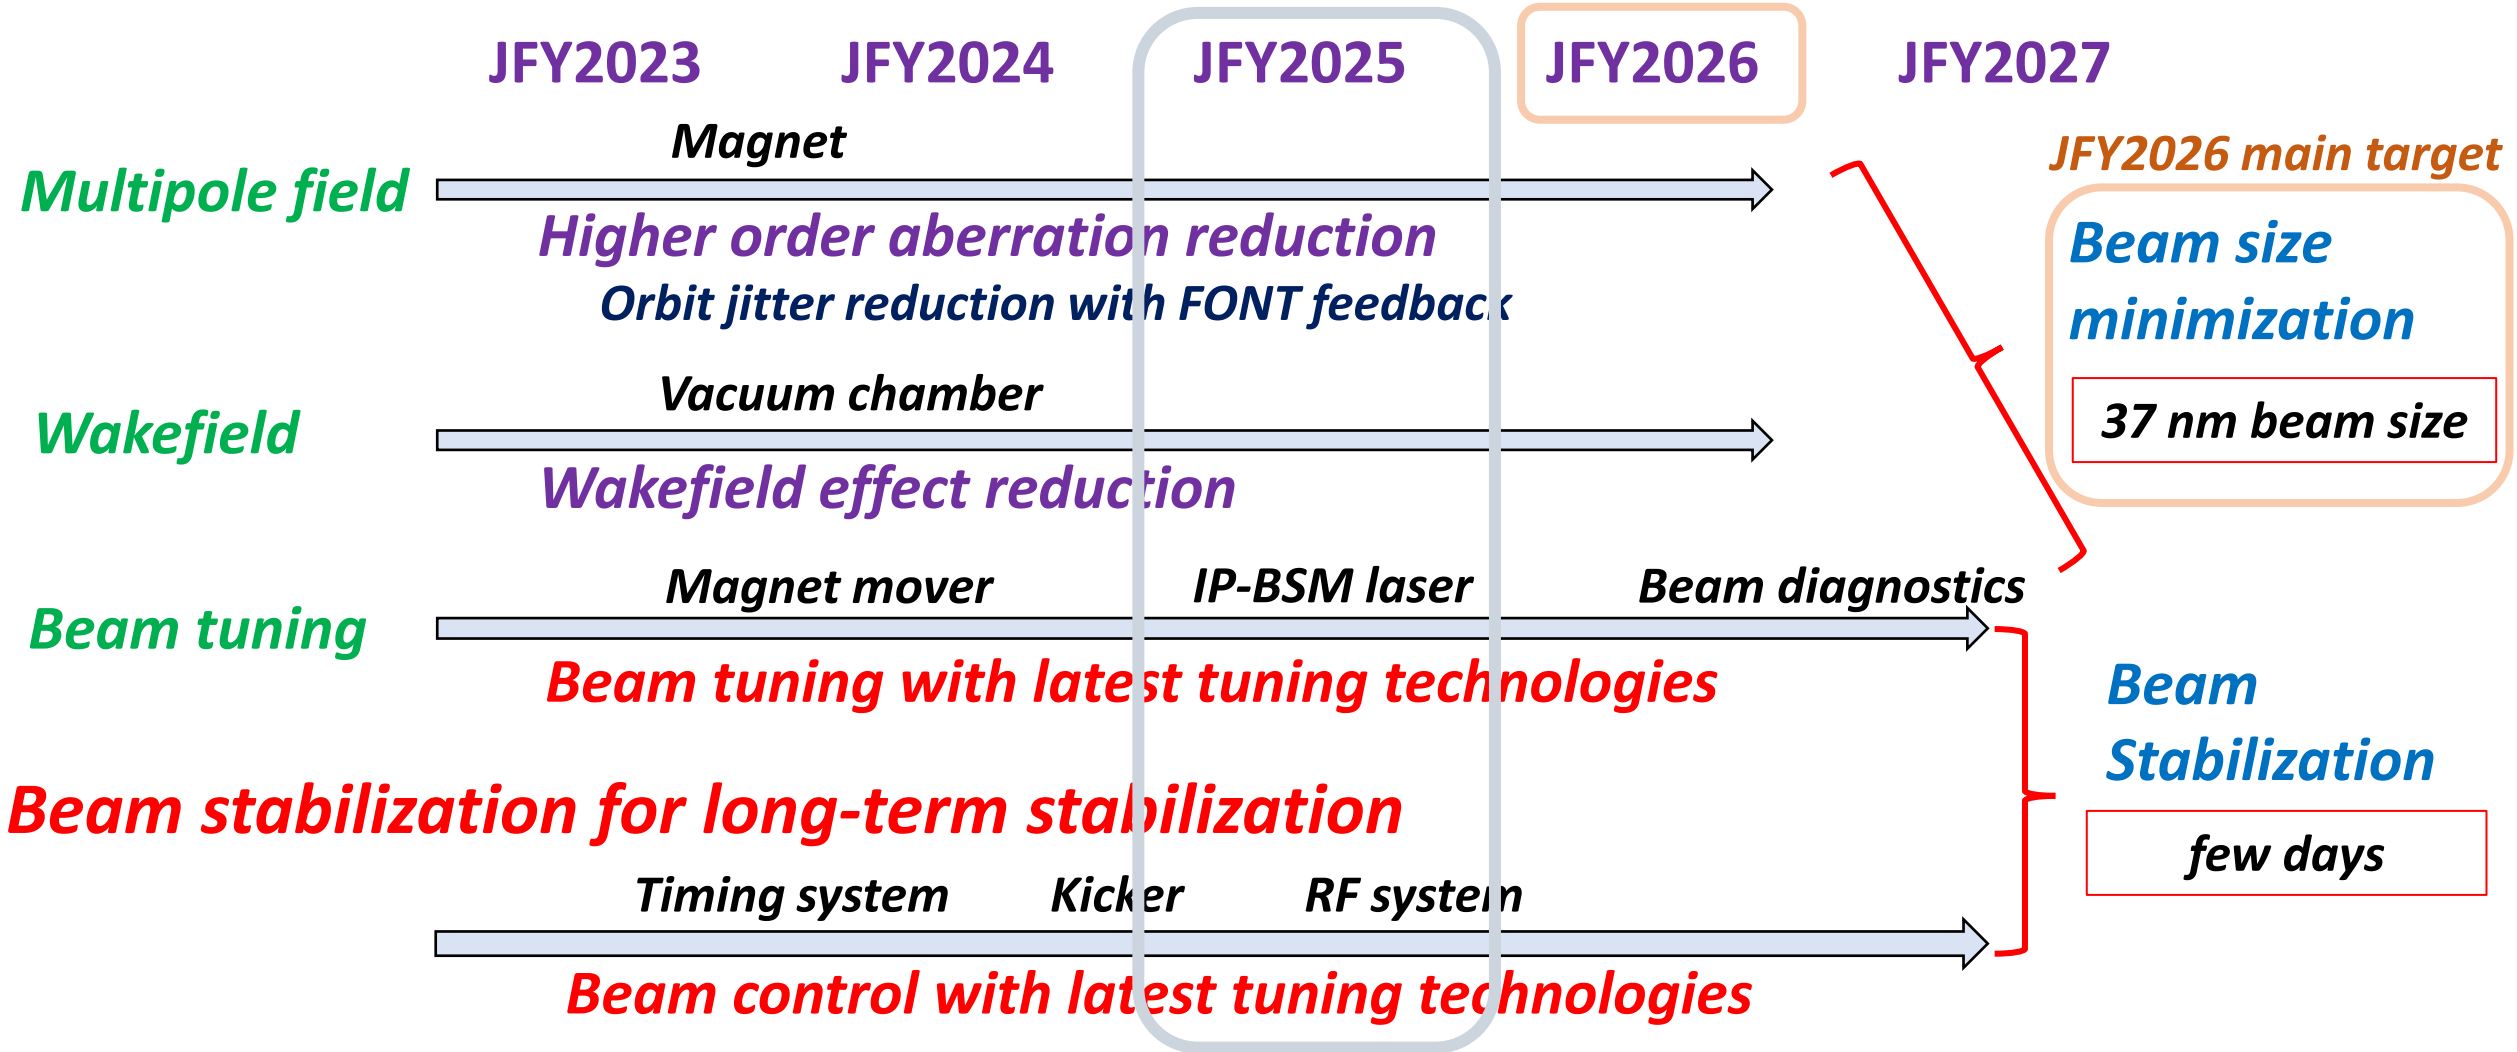 JFY2023 JFY2024 JFY2025 JFY2026 JFY2027
Magnet
JFY2026 main target
Multipole field
Higher order aberration reduction
Beam size
minimization
Orbit jitter reduction with FONT feedback
Vacuum chamber
37 nm beam size
Wakefield
Wakefield effect reduction
Magnet mover IP-BSM laser Beam diagnostics
Beam tuning
Beam tuning with latest tuning technologies
Beam
Stabilization
Beam stabilization for long-term stabilization
few days
Timing system Kicker RF system
Beam control with latest tuning technologies